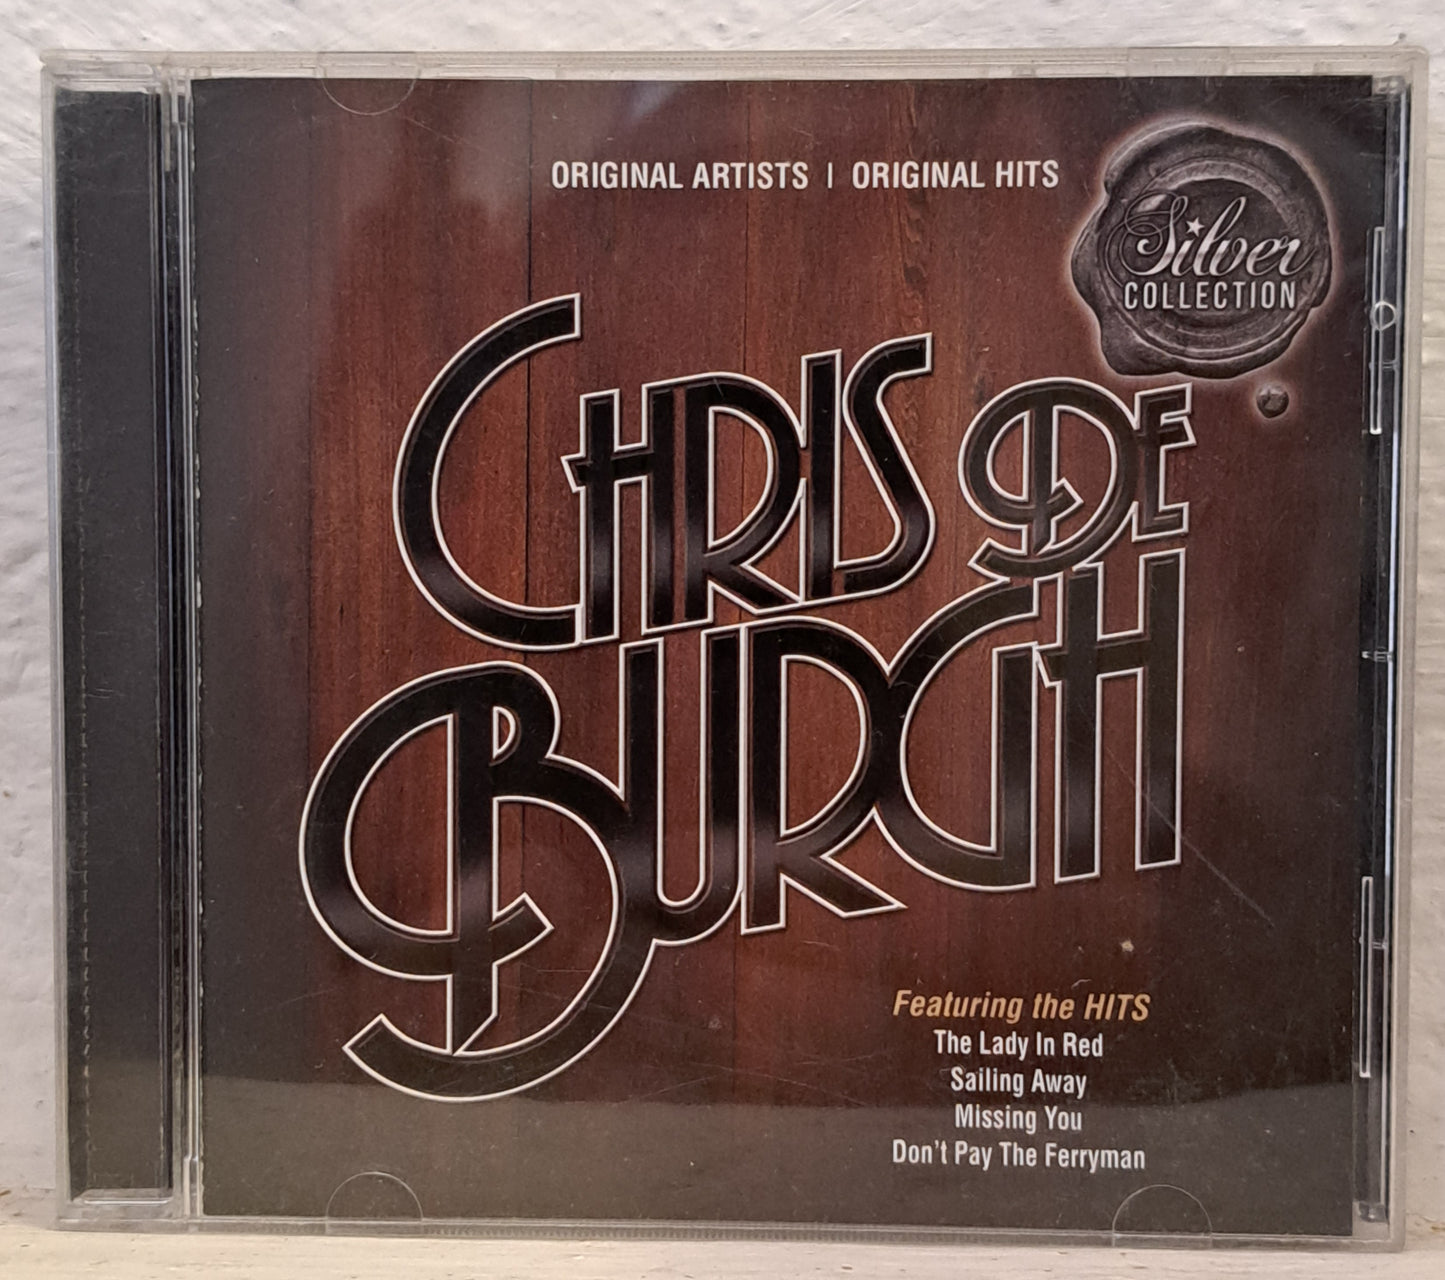 ORIGINAL ARTISTS | ORIGINAL HITS
Silver
COLLECTION
CHRIS DE
BURGH
Featuring the HITS
The Lady In Red
Sailing Away
Missing You
Don't Pay The Ferryman